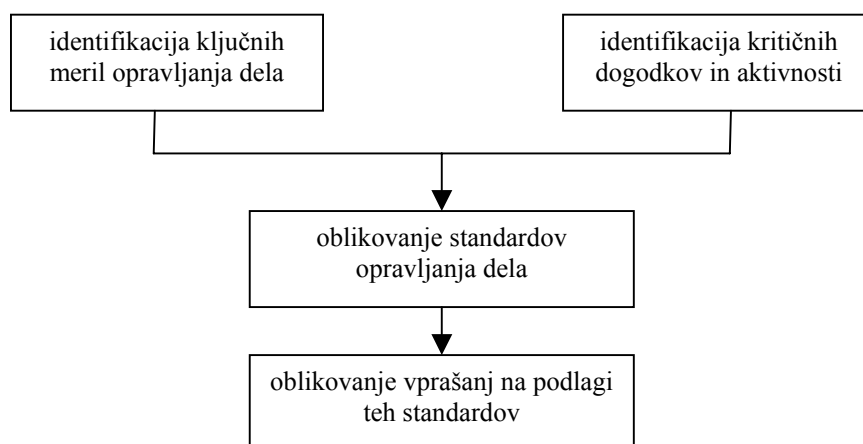 identifikacija ključnih
meril opravljanja dela
identifikacija kritičnih
dogodkov in aktivnosti
oblikovanje standardov
opravljanja dela
oblikovanje vprašanj na podlagi
teh standardov